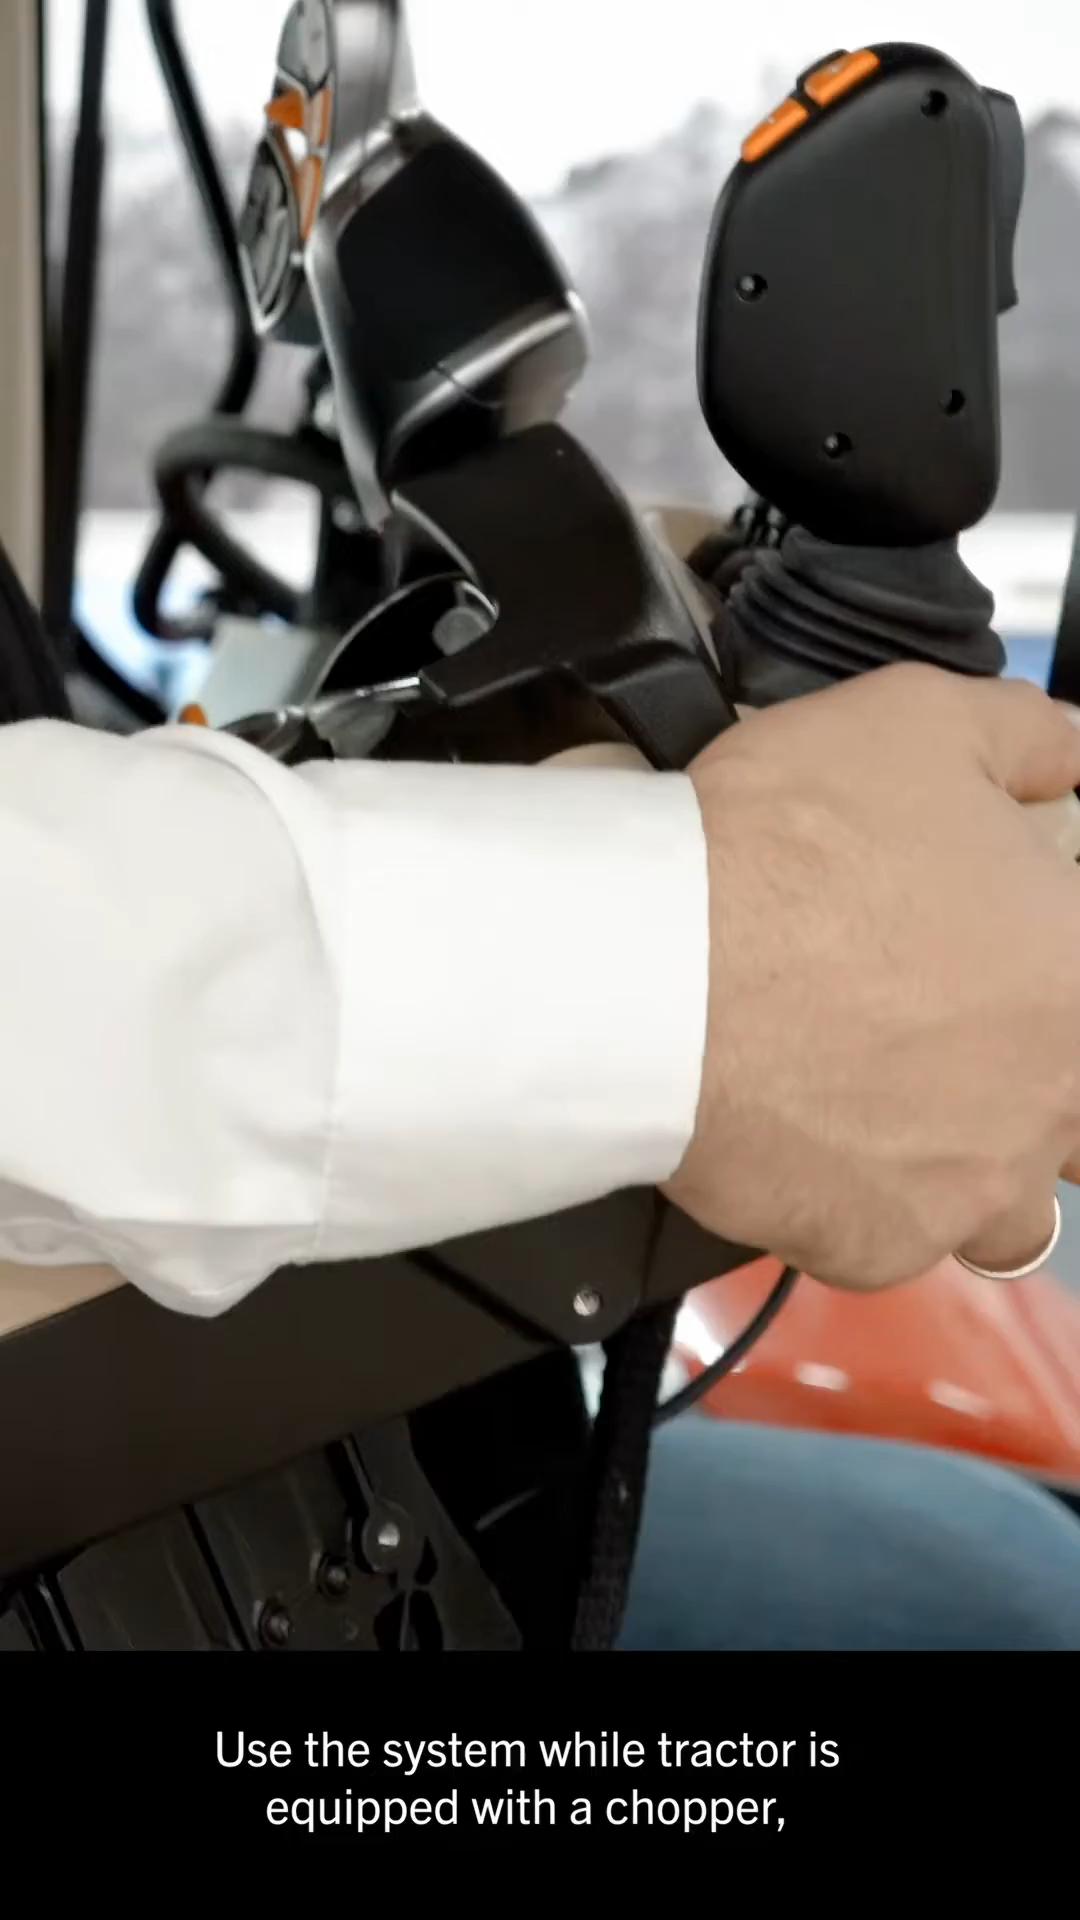 Use the system while tractor is
equipped with a chopper,